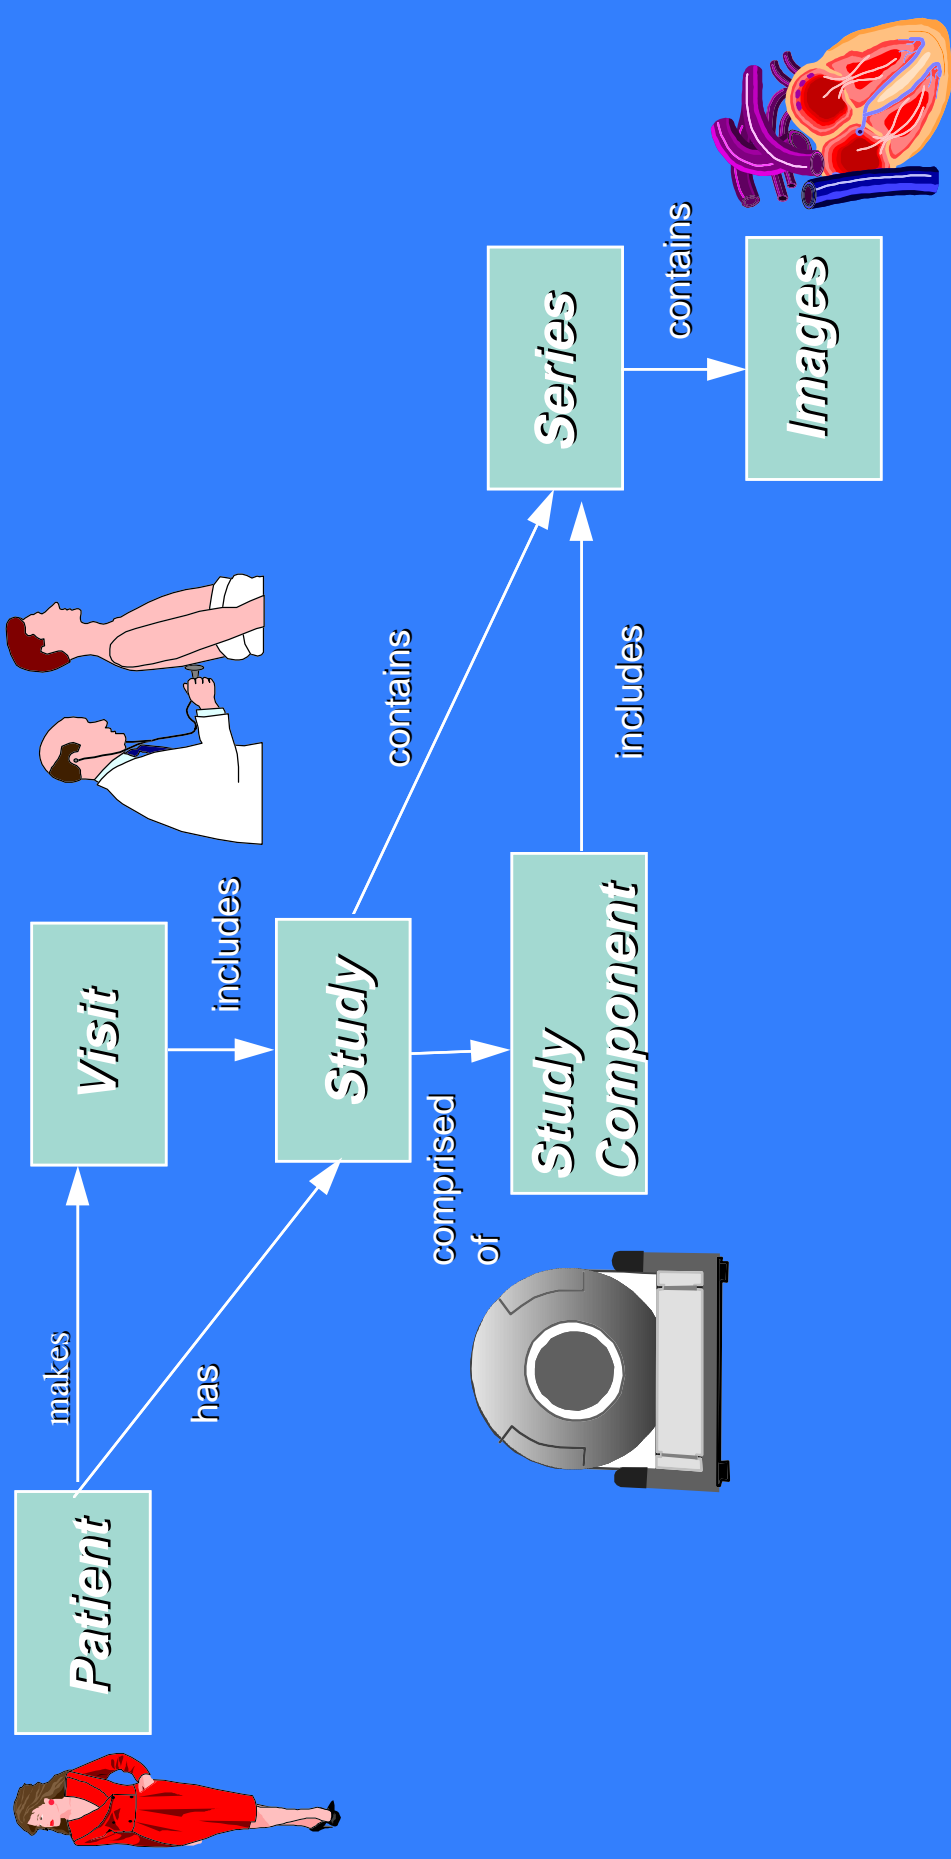 Patient
makes
has
Visit
includes
Study
contains
comprised
of
Study
Component
includes
Series
contains
Images